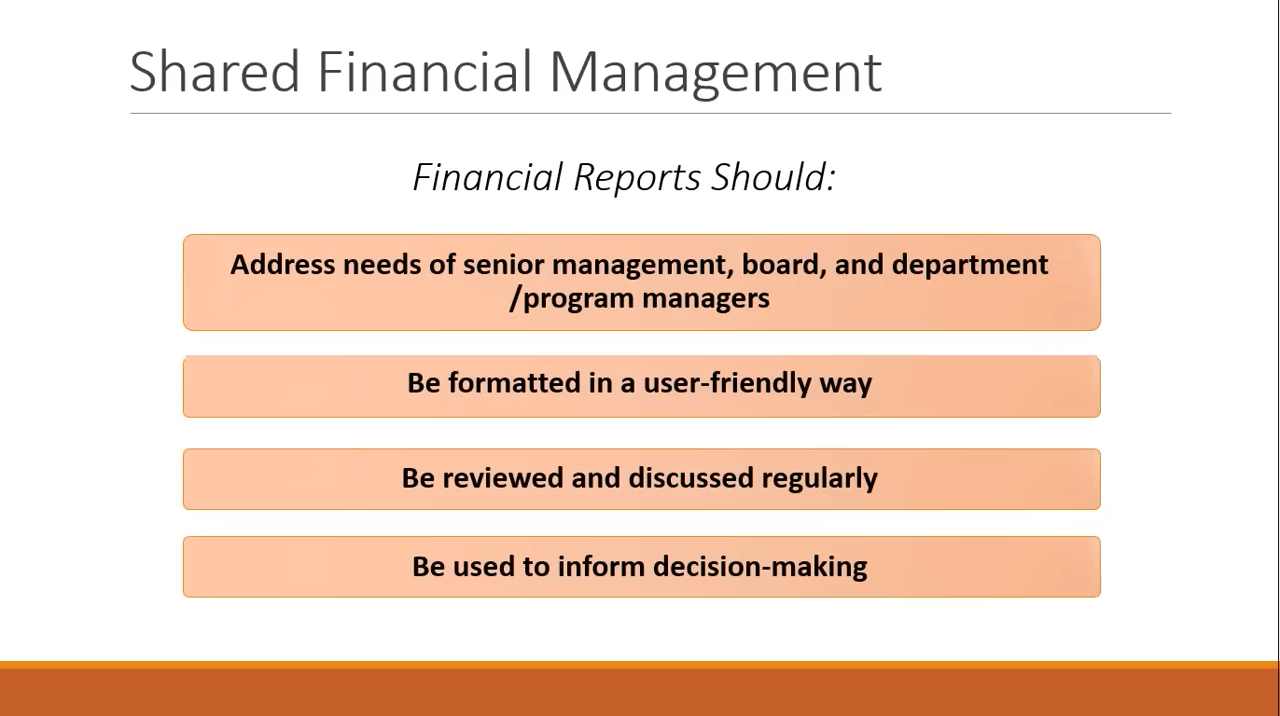 Shared Financial Management
Financial Reports Should:
Address needs of senior management, board, and department
/program managers
Be formatted in a user-friendly way
Be reviewed and discussed regularly
Be used to inform decision-making